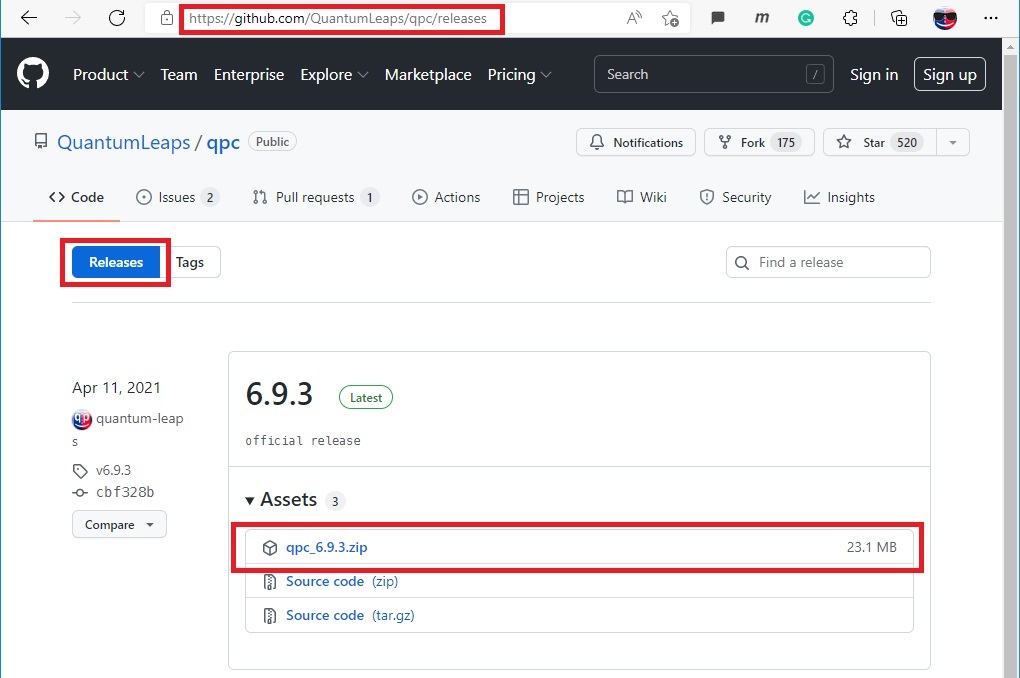 https://github.com/QuantumLeaps/qpc/releases
Product Team Enterprise Explore Marketplace Pricing Search / Sign in Sign up
QuantumLeaps / qpc Public Notifications Fork 175 Star 520
<> Code Issues 2 Pull requests 1 Actions Projects Wiki Security Insights
Releases Tags Find a release
Apr 11, 2021
quantum-leap
s
v6.9.3
cbf328b
Compare
6.9.3 Latest
official release
Assets 3
qpc_6.9.3.zip 23.1 MB
Source code (zip)
Source code (tar.gz)